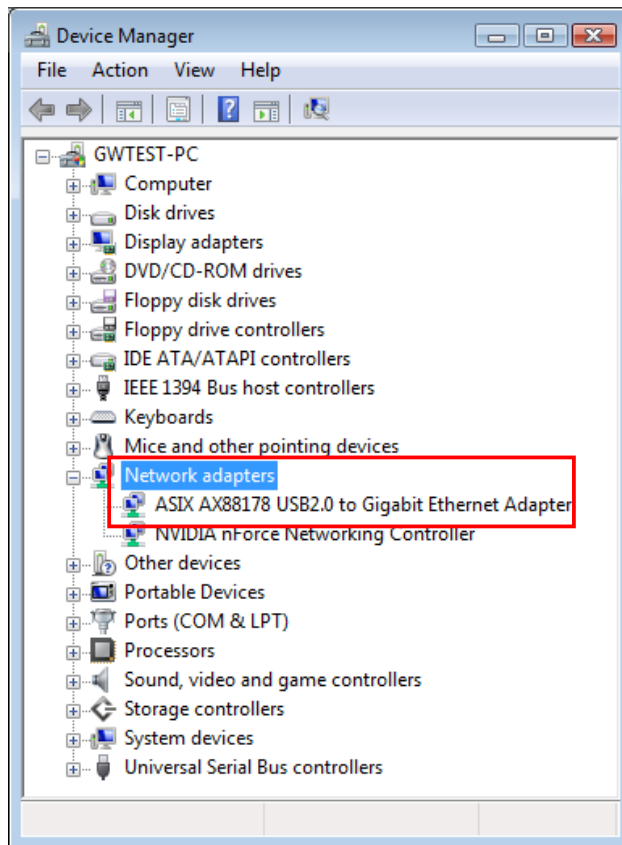 Device Manager
File Action View Help
GWTEST-PC
Computer
Disk drives
Display adapters
DVD/CD-ROM drives
Floppy disk drives
Floppy drive controllers
IDE ATA/ATAPI controllers
IEEE 1394 Bus host controllers
Keyboards
Mice and other pointing devices
Network adapters
ASIX AX88178 USB2.0 to Gigabit Ethernet Adapter
NVIDIA nForce Networking Controller
Other devices
Portable Devices
Ports (COM & LPT)
Processors
Sound, video and game controllers
Storage controllers
System devices
Universal Serial Bus controllers